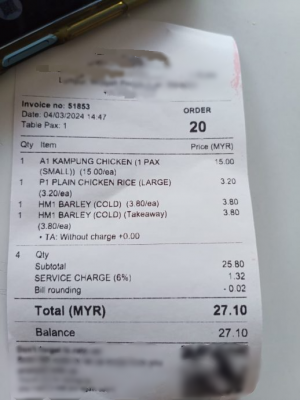 Invoice no: 51853
Date: 04/03/2024 14:47
Table Pax: 1
ORDER
20
Qty Item Price (MYR)
1 A1 KAMPUNG CHICKEN (1 PAX 15.00
(SMALL)) (15.00/ea)
1 P1 PLAIN CHICKEN RICE (LARGE) 3.20
(3.20/ea)
1 HM1 BARLEY (COLD) (3.80/ea) 3.80
1 HM1 BARLEY (COLD) (Takeaway) 3.80
(3.80/ea)
• TA: Without charge +0.00
4 Qty
Subtotal 25.80
SERVICE CHARGE (6%) 1.32
Bill rounding - 0.02
Total (MYR) 27.10
Balance 27.10